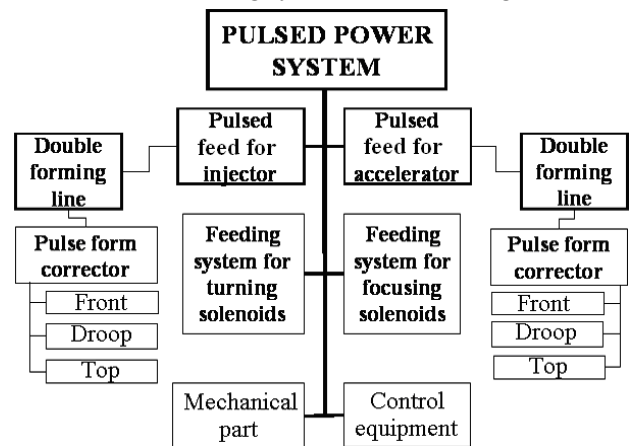 PULSED POWER
SYSTEM
Pulsed
feed for
injector
Pulsed
feed for
accelerator
Double
forming
line
Double
forming
line
Pulse form
corrector
Front
Droop
Top
Feeding
system for
turning
solenoids
Feeding
system for
focusing
solenoids
Pulse form
corrector
Front
Droop
Top
Mechanical
part
Control
equipment